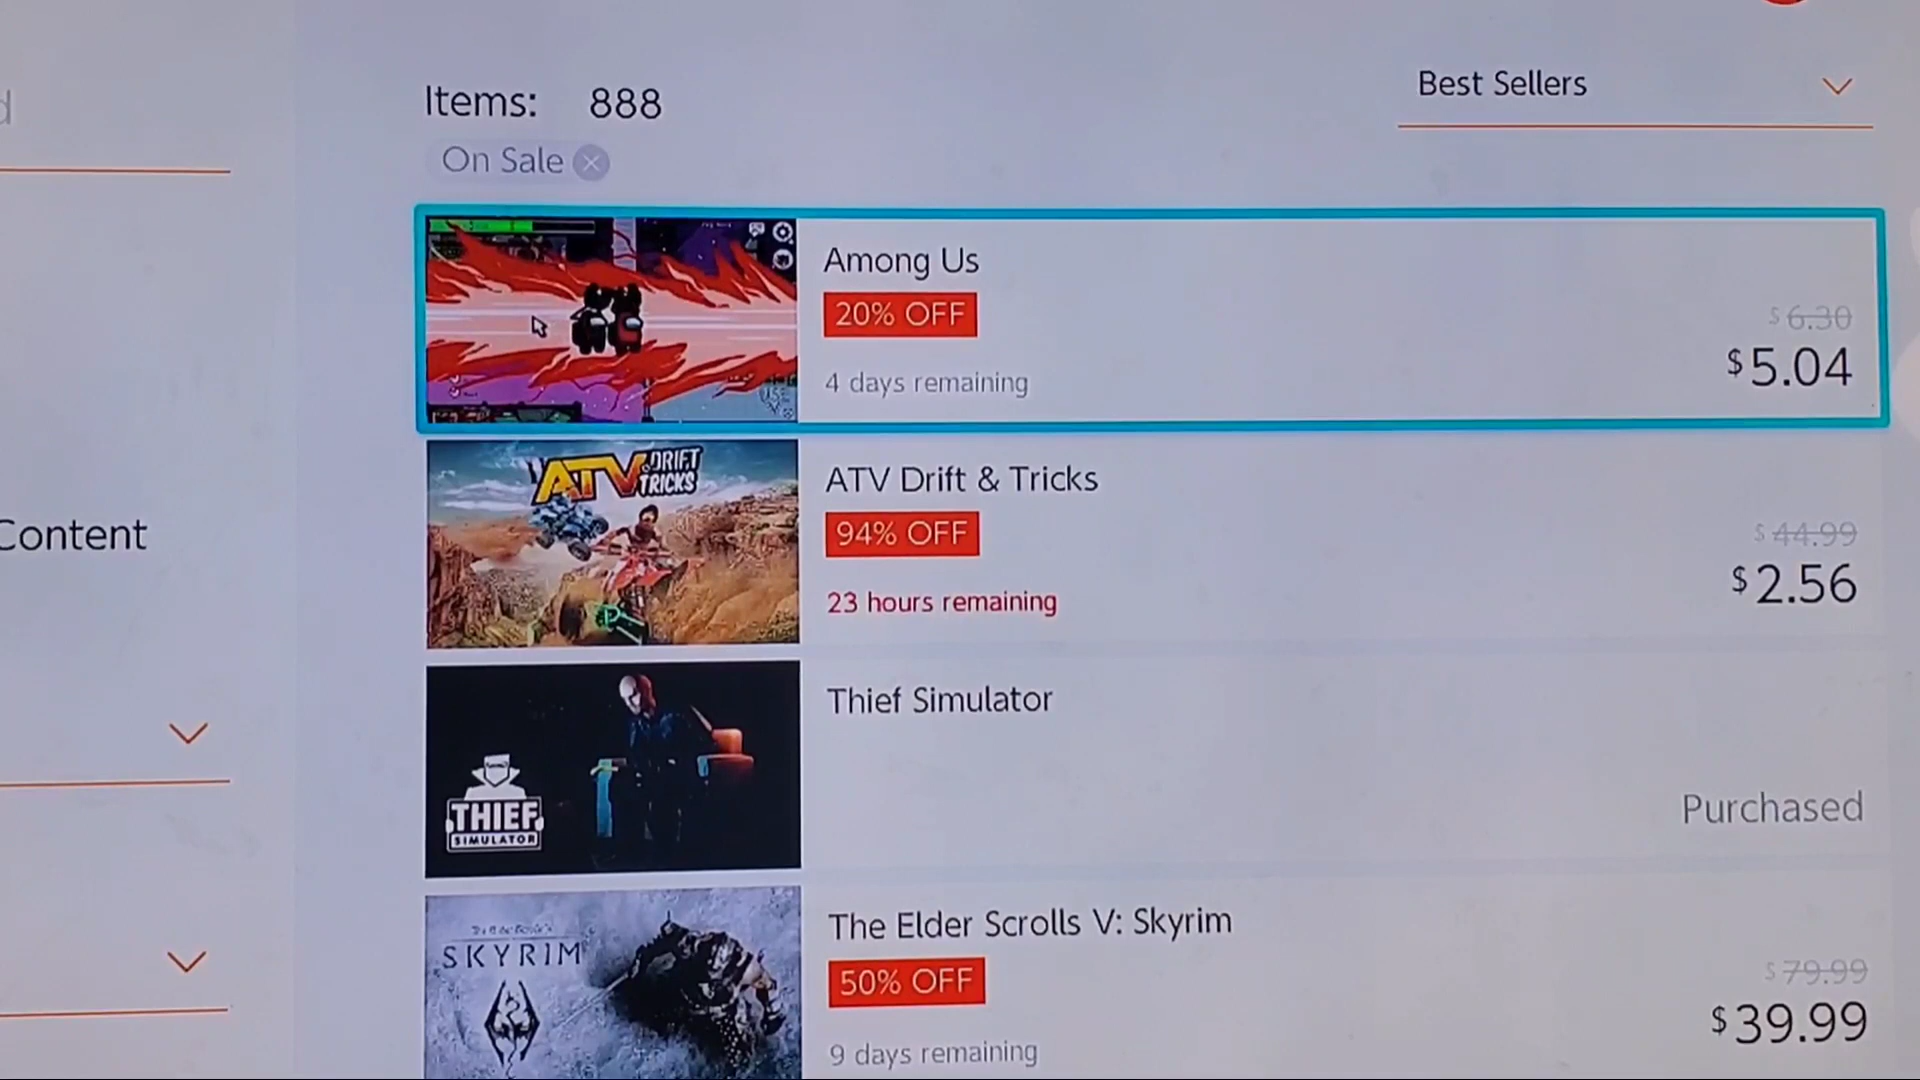 Items: 888
Best Sellers
On Sale
Among Us
20% OFF
$6.30
$5.04
4 days remaining
ATV DRIFT & TRICKS
ATV Drift & Tricks
94% OFF
$44.99
$2.56
23 hours remaining
Content
THIEF
SIMULATOR
Thief Simulator
Purchased
SKYRIM
The Elder Scrolls V: Skyrim
50% OFF
$79.99
$39.99
9 days remaining